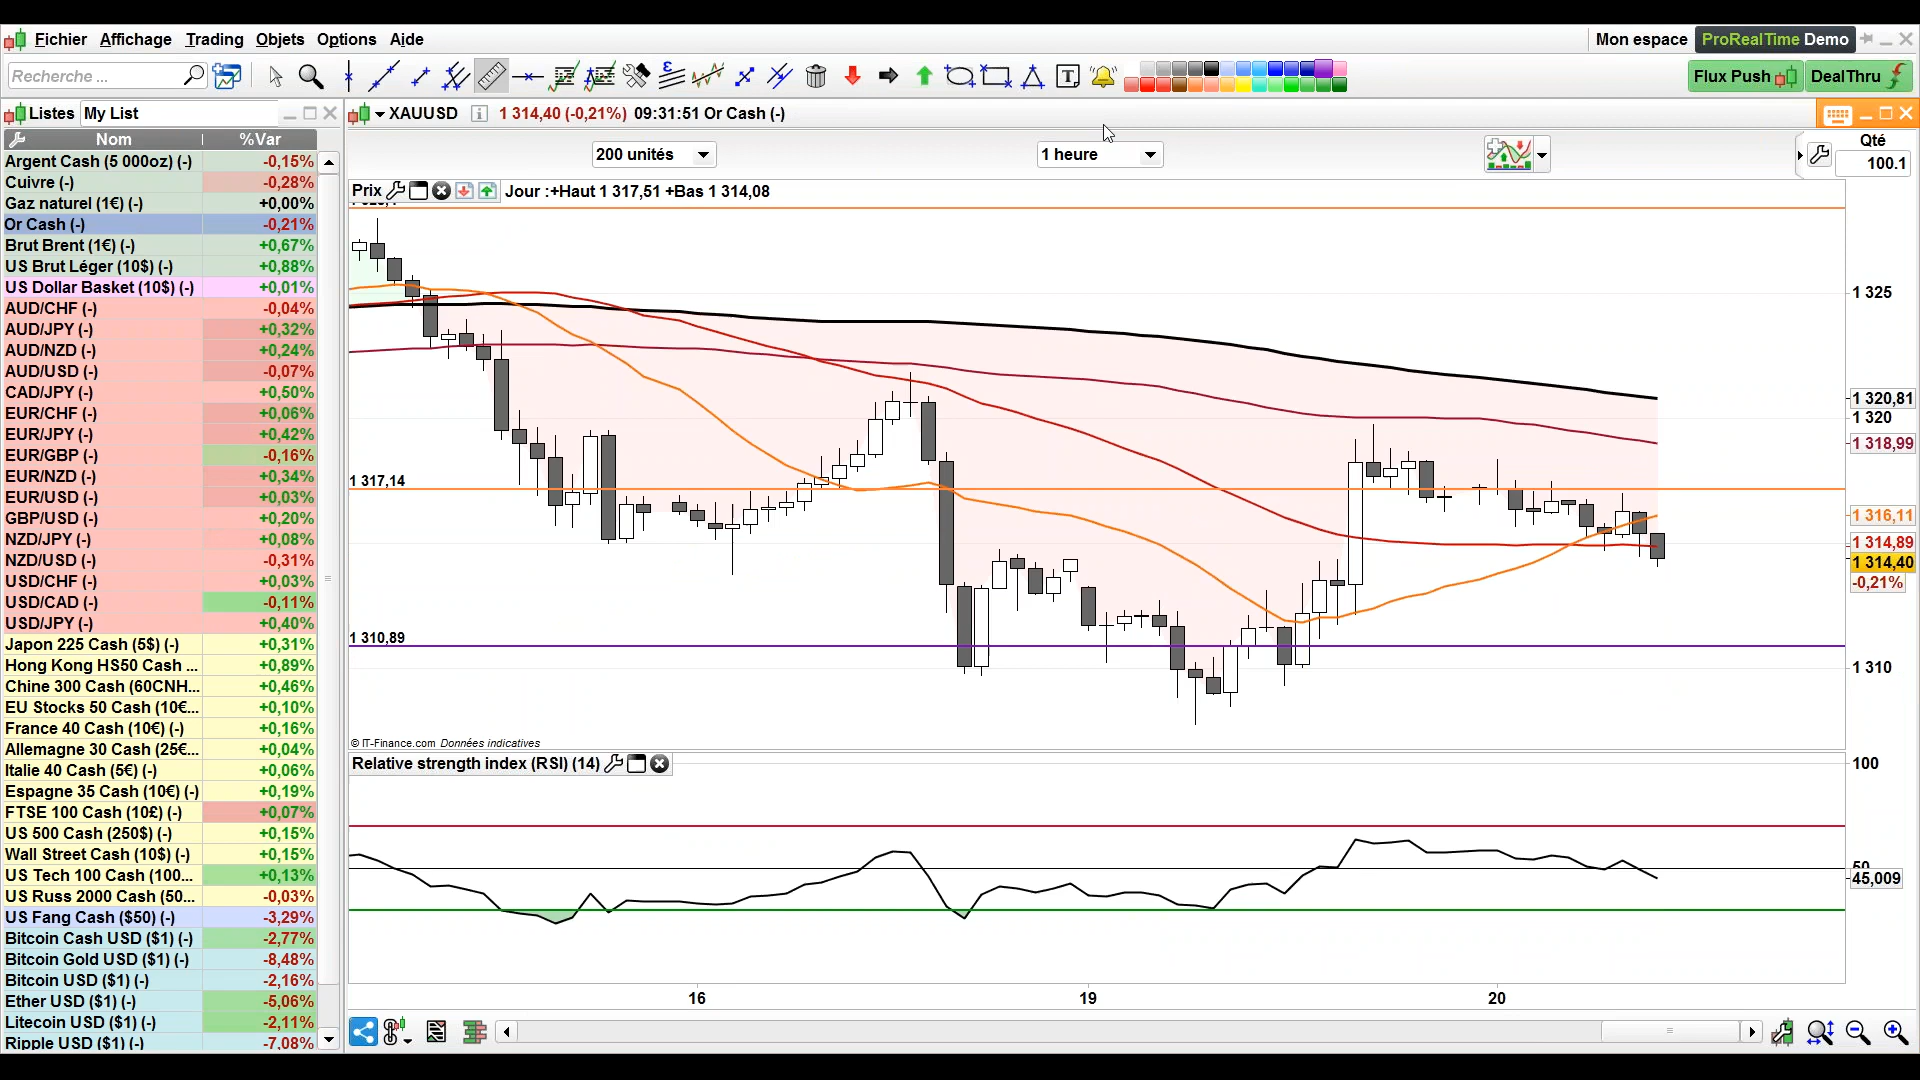 Fichier Affichage Trading Objets Options Aide Mon espace ProRealTime Demo
Recherche ... T Flux Push DealThru
Listes My List XAUUSD i 1 314,40 (-0,21%) 09:31:51 Or Cash (-)
Nom %Var
200 unités 1 heure Qté
100.1
Prix Jour :+Haut 1 317,51 +Bas 1 314,08
Argent Cash (5 000oz) (-) -0,15%
Cuivre (-) -0,28%
Gaz naturel (1€) (-) +0,00%
Or Cash (-) -0,21%
Brut Brent (1€) (-) +0,67%
US Brut Léger (10$) (-) +0,88%
US Dollar Basket (10$) (-) +0,01%
AUD/CHF (-) -0,04%
AUD/JPY (-) +0,32%
AUD/NZD (-) +0,24%
AUD/USD (-) -0,07%
CAD/JPY (-) +0,50%
EUR/CHF (-) +0,06%
EUR/JPY (-) +0,42%
EUR/GBP (-) -0,16%
EUR/NZD (-) +0,34%
EUR/USD (-) +0,03%
GBP/USD (-) +0,20%
NZD/JPY (-) +0,08%
NZD/USD (-) -0,31%
USD/CHF (-) +0,03%
USD/CAD (-) -0,11%
USD/JPY (-) +0,40%
Japon 225 Cash (5$) (-) +0,31%
Hong Kong HS50 Cash ... +0,89%
Chine 300 Cash (60CNH... +0,46%
EU Stocks 50 Cash (10€... +0,10%
France 40 Cash (10€) (-) +0,16%
Allemagne 30 Cash (25€... +0,04%
Italie 40 Cash (5€) (-) +0,06%
Espagne 35 Cash (10€) (-) +0,19%
FTSE 100 Cash (10£) (-) +0,07%
US 500 Cash (250$) (-) +0,15%
Wall Street Cash (10$) (-) +0,15%
US Tech 100 Cash (100... +0,13%
US Russ 2000 Cash (50... -0,03%
US Fang Cash ($50) (-) -3,29%
Bitcoin Cash USD ($1) (-) -2,77%
Bitcoin Gold USD ($1) (-) -8,48%
Bitcoin USD ($1) (-) -2,16%
Ether USD ($1) (-) -5,06%
Litecoin USD ($1) (-) -2,11%
Ripple USD ($1) (-) -7,08%
1 325
1 320,81
1 320
1 318,99
1 317,14
1 316,11
1 314,89
1 314,40
-0,21%
1 310,89
1 310
© IT-Finance.com Données indicatives
Relative strength index (RSI) (14)
100
50
45,009
16 19 20